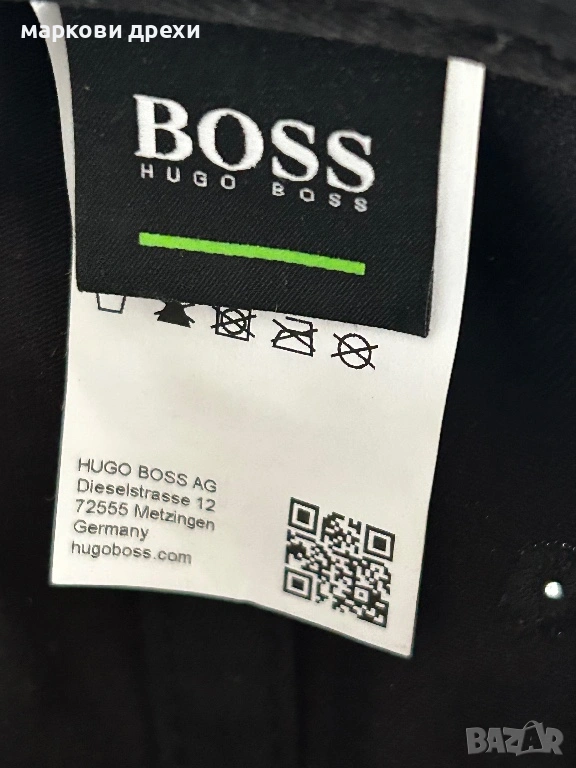 маркови дрехи
BOSS
HUGO BOSS
HUGO BOSS AG
Dieselstrasse 12
72555 Metzingen
Germany
hugoboss.com
BAZAR